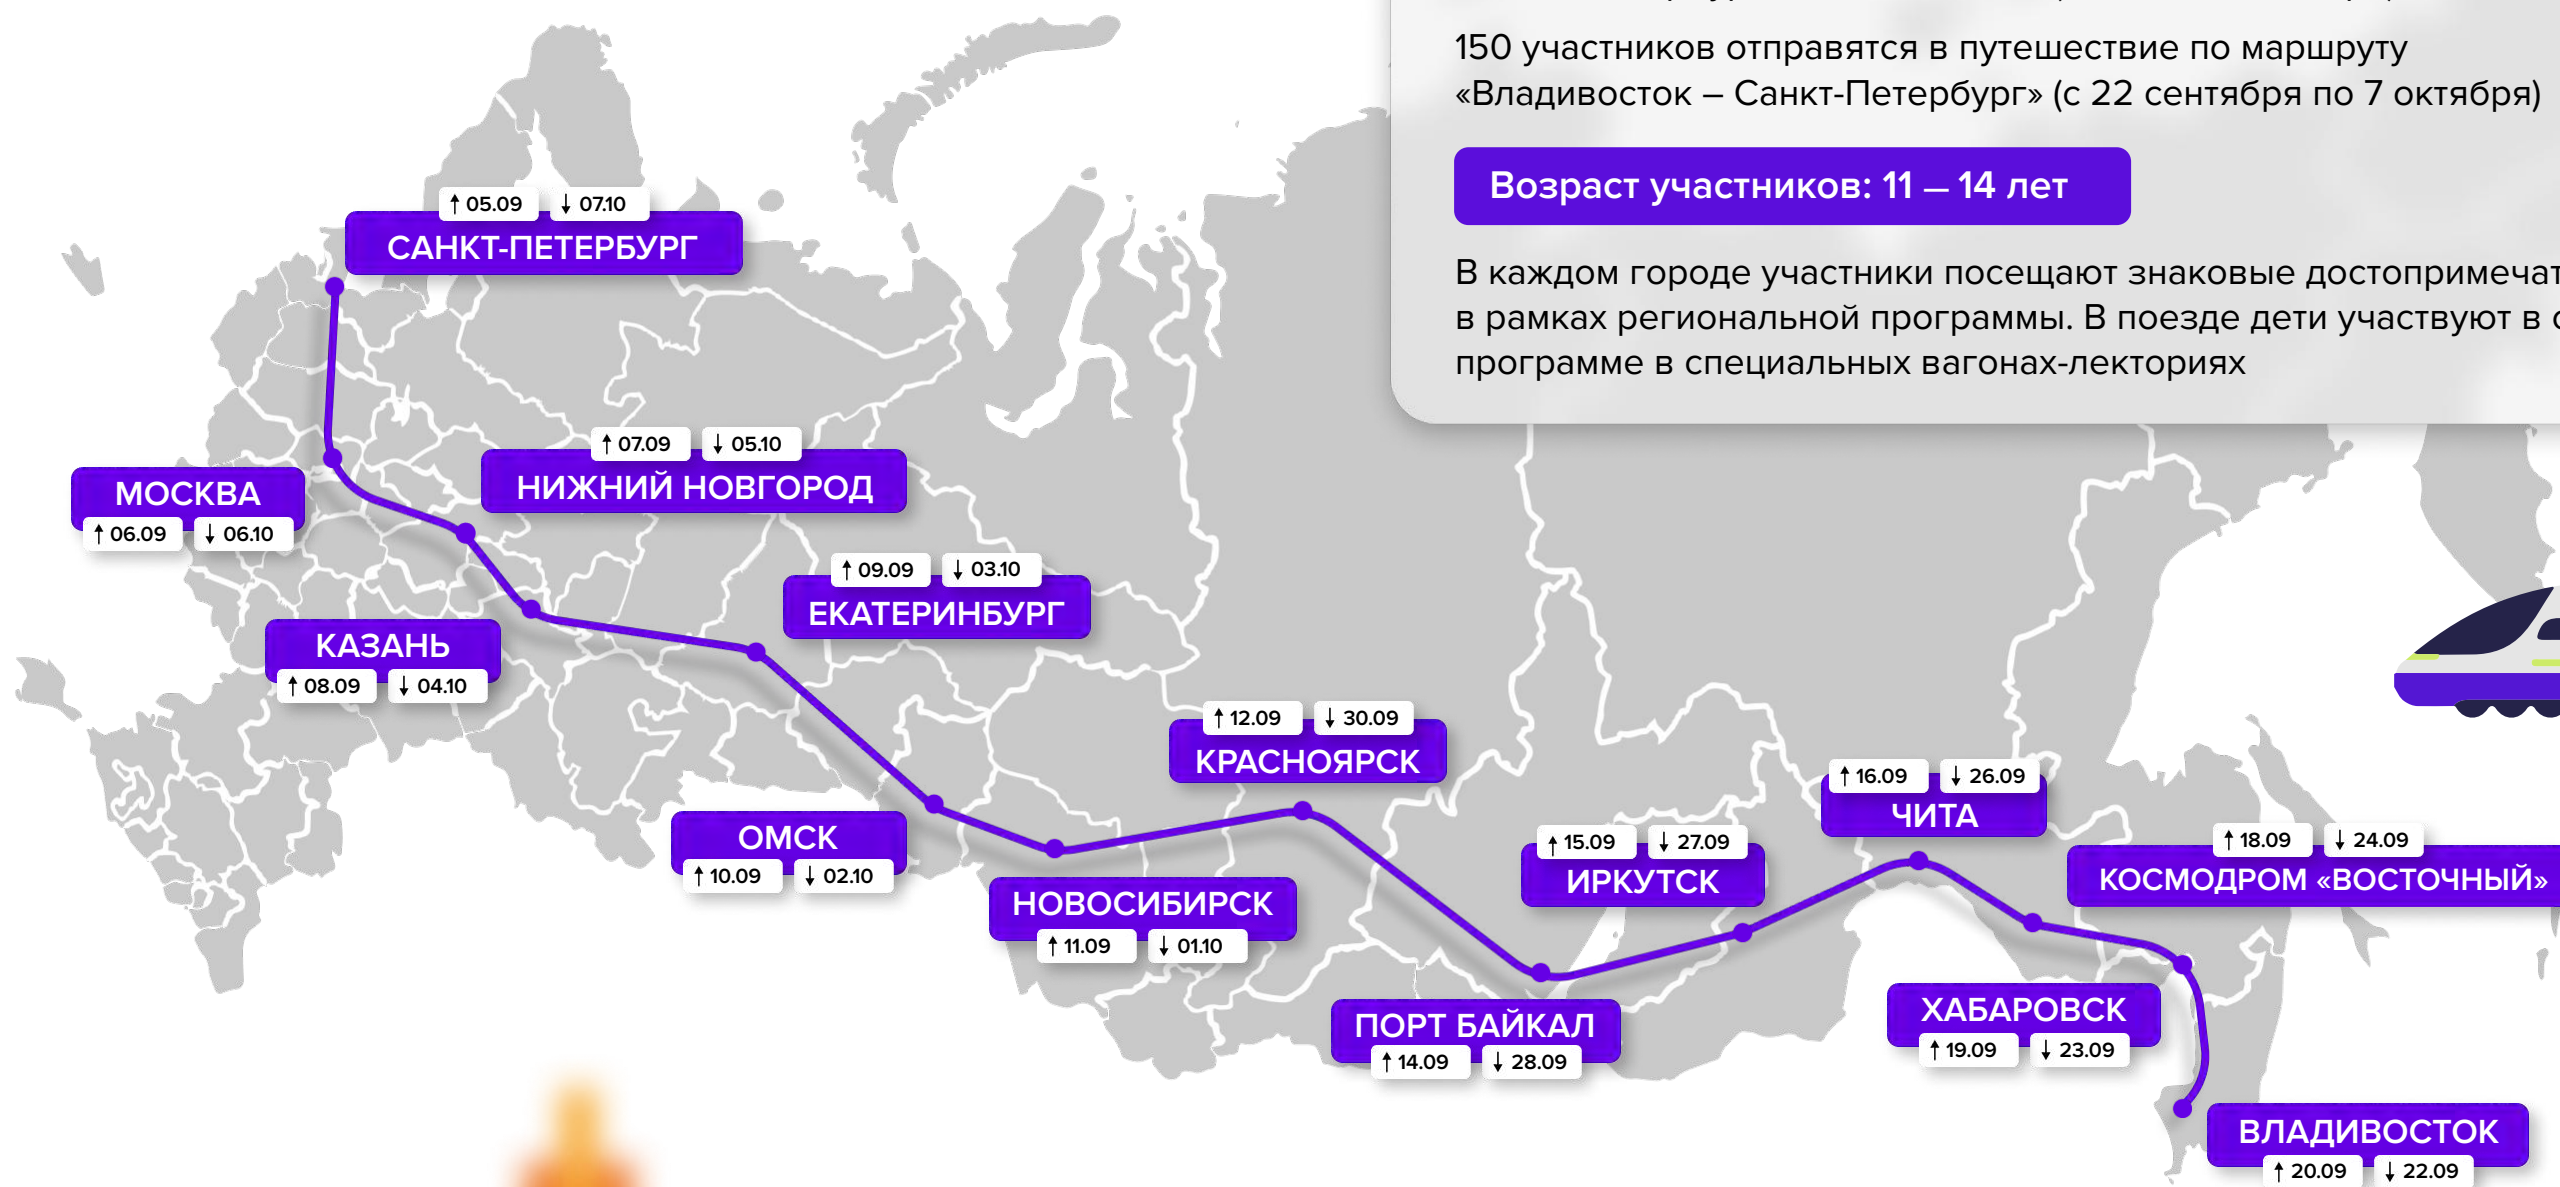 150 участников отправятся в путешествие по маршруту
«Владивосток – Санкт-Петербург» (с 22 сентября по 7 октября)
Возраст участников: 11 — 14 лет
В каждом городе участники посещают знаковые
в рамках региональной программы. В поезде дети участвуют в
программе в специальных вагонах-лекториях
↑ 05.09 ↓ 07.10
САНКТ-ПЕТЕРБУРГ
МОСКВА
↑ 06.09 ↓ 06.10
↑ 07.09 ↓ 05.10
НИЖНИЙ НОВГОРОД
КАЗАНЬ
↑ 08.09 ↓ 04.10
↑ 09.09 ↓ 03.10
ЕКАТЕРИНБУРГ
ОМСК
↑ 10.09 ↓ 02.10
НОВОСИБИРСК
↑ 11.09 ↓ 01.10
↑ 12.09 ↓ 30.09
КРАСНОЯРСК
ПОРТ БАЙКАЛ
↑ 14.09 ↓ 28.09
↑ 15.09 ↓ 27.09
ИРКУТСК
↑ 16.09 ↓ 26.09
ЧИТА
↑ 18.09 ↓ 24.09
КОСМОДРОМ «ВОСТОЧНЫЙ»
ХАБАРОВСК
↑ 19.09 ↓ 23.09
ВЛАДИВОСТОК
↑ 20.09 ↓ 22.09